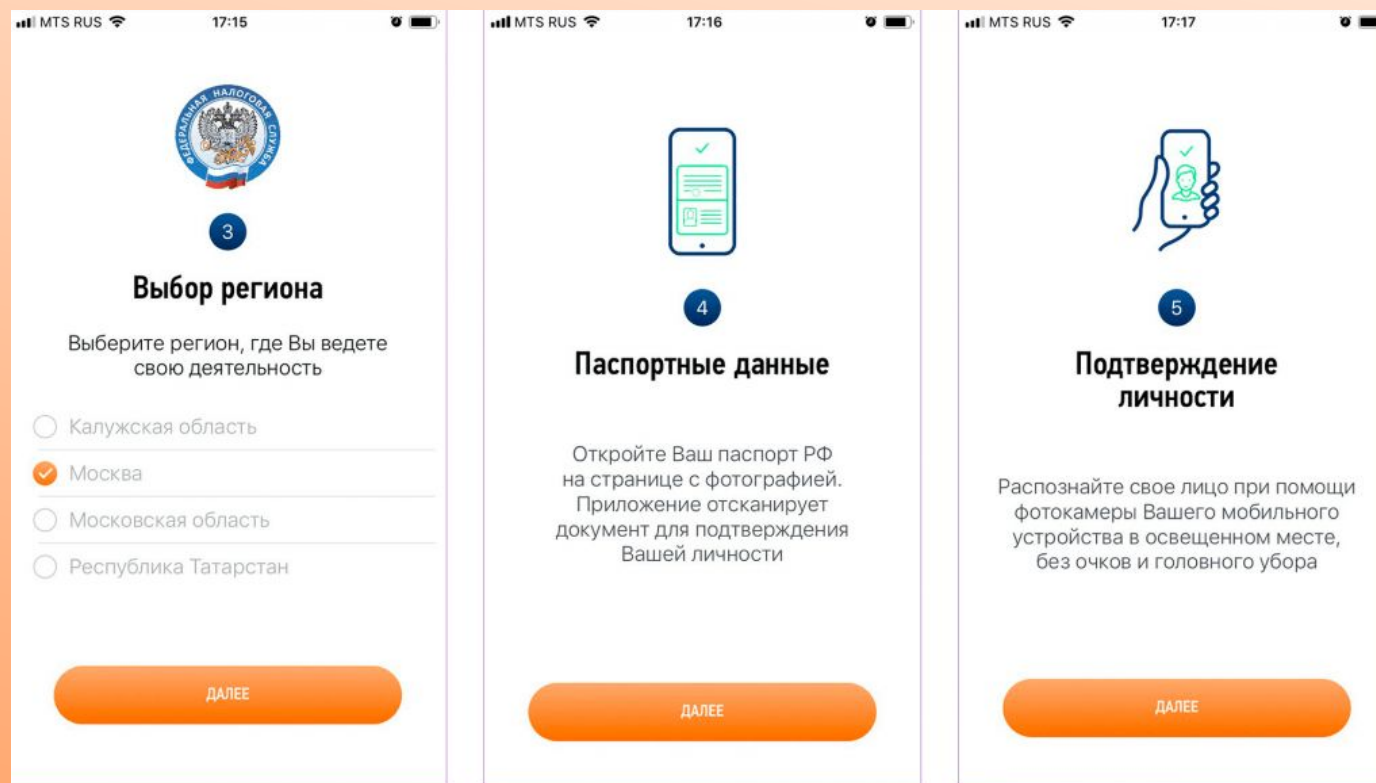 MTS RUS 17:15
ФЕДЕРАЛЬНАЯ НАЛОГОВАЯ СЛУЖБА
3
Выбор региона
Выберите регион, где Вы ведете
свою деятельность
Калужская область
Москва
Московская область
Республика Татарстан
ДАЛЕЕ
MTS RUS 17:16
4
Паспортные данные
Откройте Ваш паспорт РФ
на странице с фотографией.
Приложение отсканирует
документ для подтверждения
Вашей личности
ДАЛЕЕ
MTS RUS 17:17
5
Подтверждение
личности
Распознайте свое лицо при помощи
фотокамеры Вашего мобильного
устройства в освещенном месте,
без очков и головного убора
ДАЛЕЕ